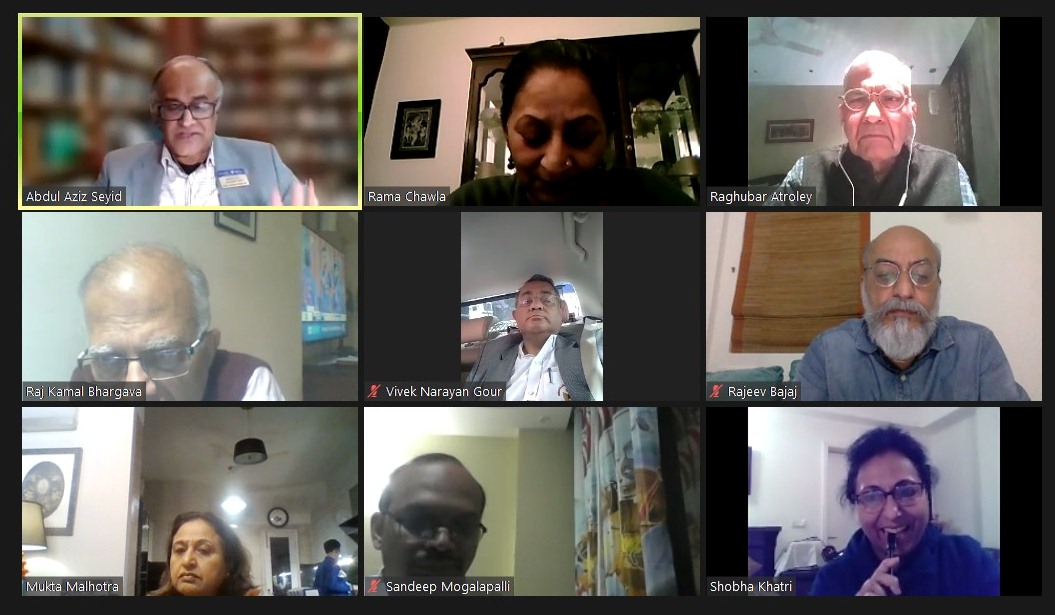 Abdul Aziz Seyid
Rama Chawla
Raghubar Atroley
Raj Kamal Bhargava
Vivek Narayan Gour
Rajeev Bajaj
Mukta Malhotra
Sandeep Mogalapalli
Shobha Khatri